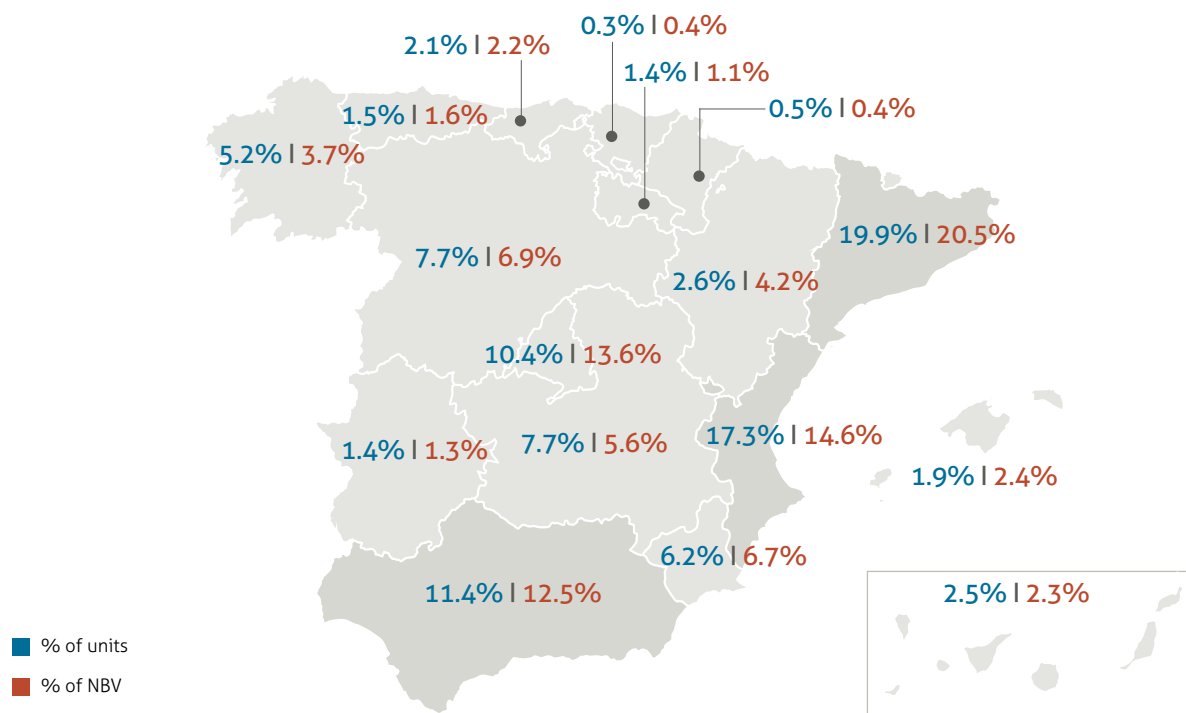 0.3% | 0.4%
2.1% | 2.2%
1.4% | 1.1%
0.5% | 0.4%
1.5% | 1.6%
5.2% | 3.7%
19.9% | 20.5%
7.7% | 6.9%
2.6% | 4.2%
10.4% | 13.6%
17.3% | 14.6%
7.7% | 5.6%
1.4% | 1.3%
1.9% | 2.4%
6.2% | 6.7%
11.4% | 12.5%
2.5% | 2.3%
% of units
% of NBV